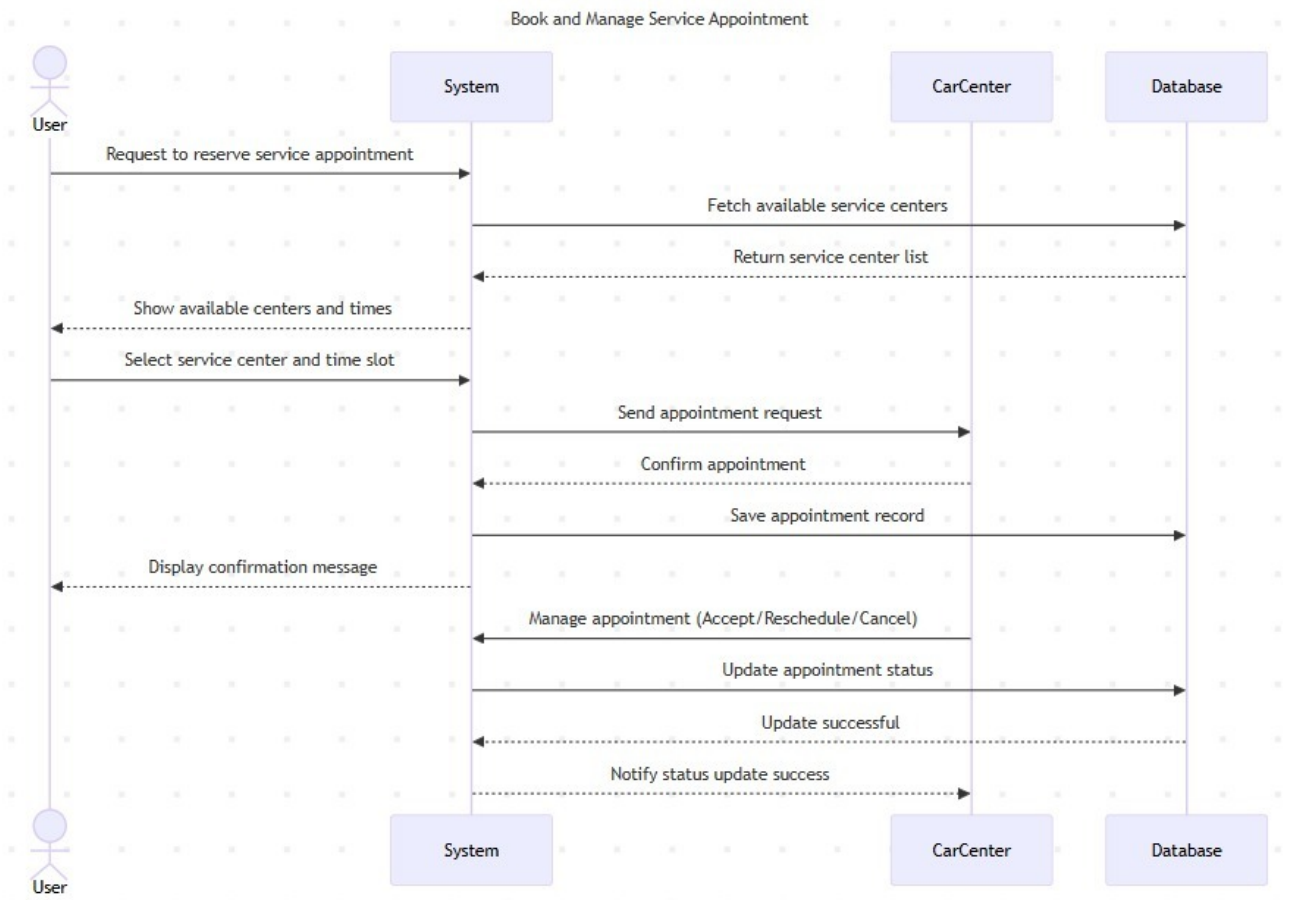 Book and Manage Service Appointment
System
CarCenter
Database
User
Request to reserve service appointment
Fetch available service centers
Return service center list
Show available centers and times
Select service center and time slot
Send appointment request
Confirm appointment
Save appointment record
Display confirmation message
Manage appointment (Accept/Reschedule/Cancel)
Update appointment status
Update successful
Notify status update success
System
CarCenter
Database
User